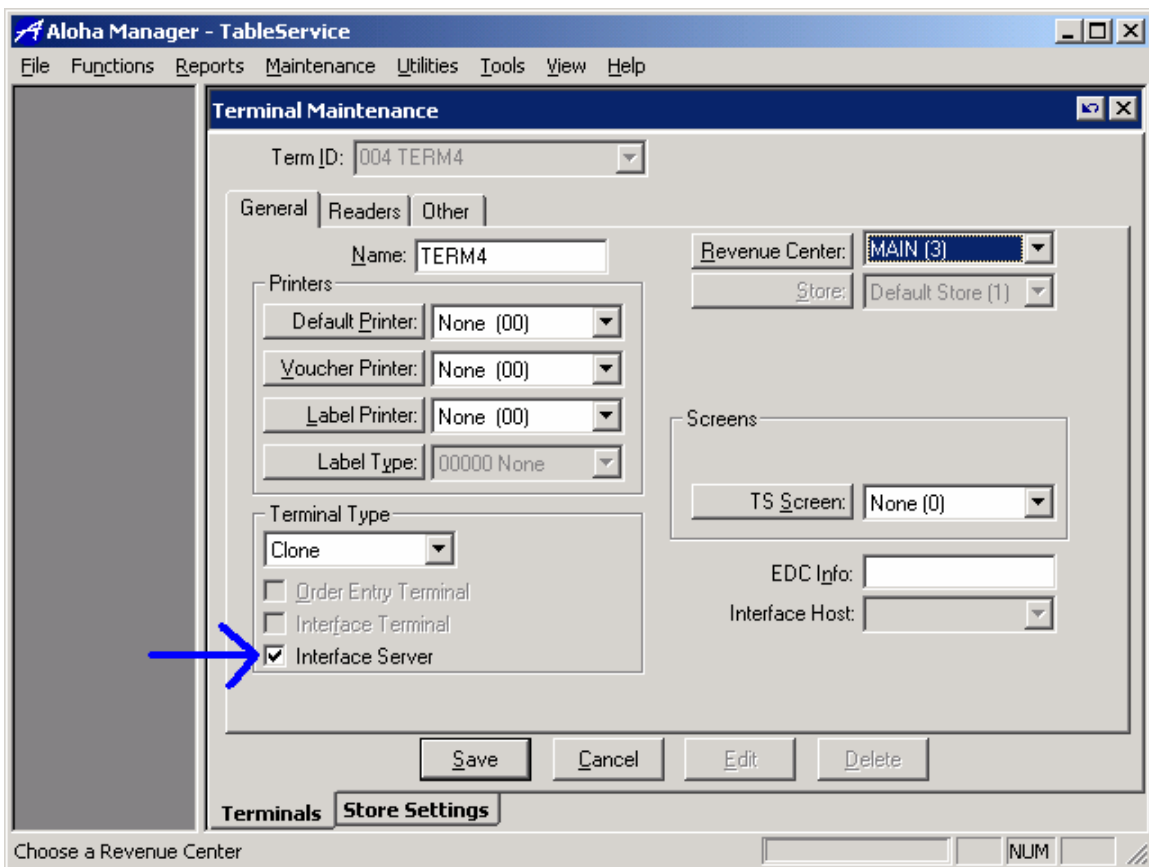 Aloha Manager - TableService
File Functions Reports Maintenance Utilities Tools View Help
Terminal Maintenance
Term ID: 004 TERM4
General Readers Other
Name: TERM4
Revenue Center: MAIN (3)
Store: Default Store (1)
Printers
Default Printer: None (00)
Voucher Printer: None (00)
Label Printer: None (00)
Label Type: 00000 None
Screens
TS Screen: None (0)
Terminal Type
Clone
Order Entry Terminal
Interface Terminal
Interface Server
EDC Info:
Interface Host:
Save Cancel Edit Delete
Terminals Store Settings
Choose a Revenue Center NUM